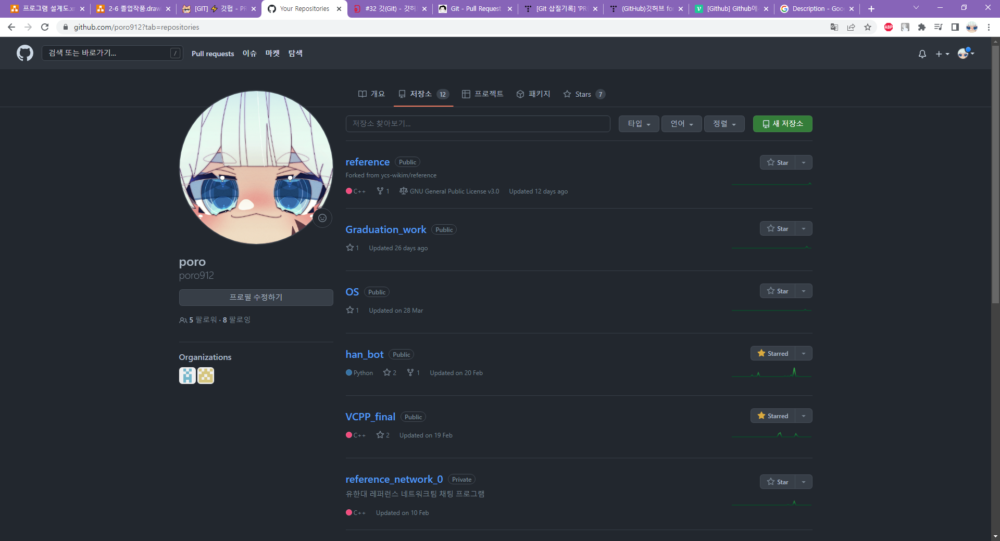 프로그램 설계도.xr
2-6 졸업작품.draw
[GIT] ⚡ 깃헙 - PR
Your Repositories
#32 깃(Git) - 깃허
Git - Pull Request
[Git 삽질기록] 'PR
(GitHub)깃허브 for
[Github] Github에
Description - Goo
github.com/poro912?tab=repositories
ABP
검색 또는 바로가기...
/
Pull requests
이슈
마켓
탐색
개요
저장소 12
프로젝트
패키지
Stars 7
저장소 찾아보기...
타입
언어
정렬
새 저장소
reference Public
Star
Forked from ycs-wikim/reference
C++ 1 GNU General Public License v3.0 Updated 12 days ago
Graduation_work Public
Star
1 Updated 26 days ago
OS Public
Star
1 Updated on 28 Mar
han_bot Public
Starred
Python 2 1 Updated on 20 Feb
VCPP_final Public
Starred
C++ 2 Updated on 19 Feb
reference_network_0 Private
Star
유한대 레퍼런스 네트워크팀 채팅 프로그램
C++ Updated on 10 Feb
poro
poro912
프로필 수정하기
5 팔로워 · 8 팔로잉
Organizations